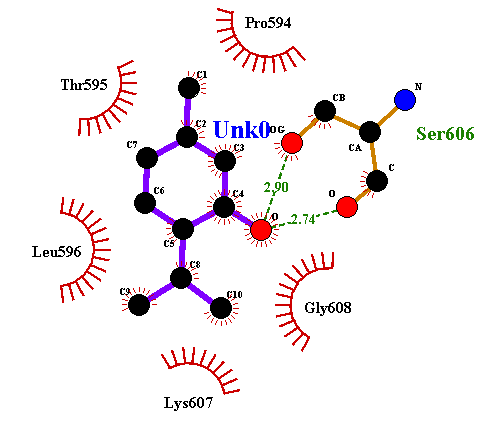 Pro594
C1
Thr595
N
CB
Unk0
OG
C2
Ser606
CA
C3
C7
C
2.90
C6
C4
O
O
2.74
C5
Leu596
C8
C9
C10
Gly608
Lys607